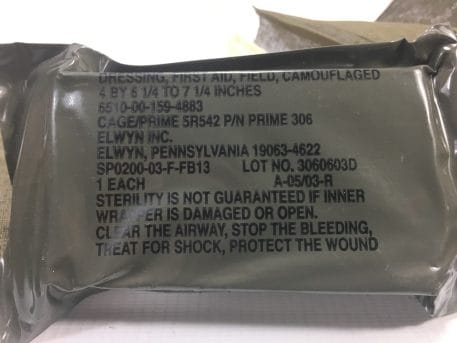 DRESSING, FIRST AID, FIELD, CAMOUFLAGED
4 BY 6 1/4 TO 7 1/4 INCHES
6510-00-159-4883
CAGE/PRIME 5R542 P/N PRIME 306
ELWYN INC.
ELWYN, PENNSYLVANIA 19063-4622
SP0200-03-F-FB13 LOT NO. 3060603D
1 EACH A-05/03-R
STERILITY IS NOT GUARANTEED IF INNER
WRAPPER IS DAMAGED OR OPEN.
CLEAR THE AIRWAY, STOP THE BLEEDING,
TREAT FOR SHOCK, PROTECT THE WOUND